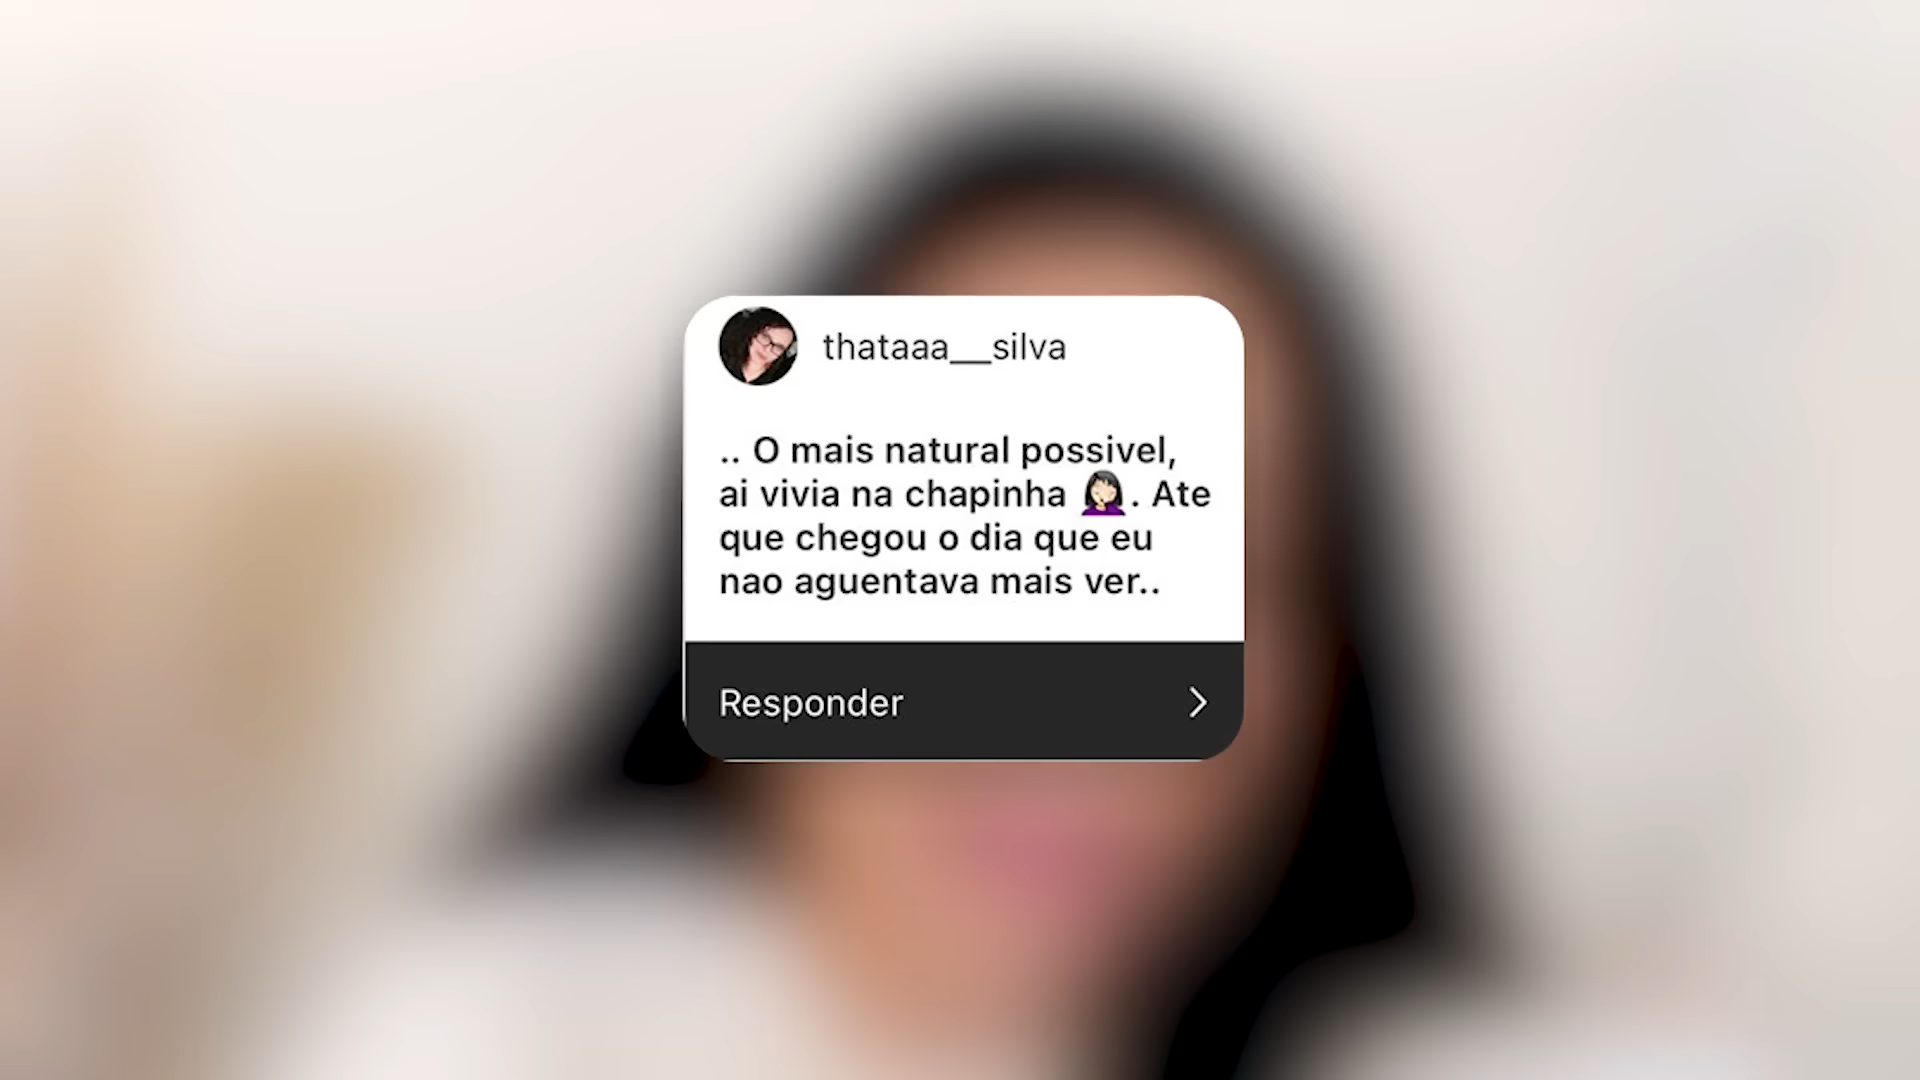 thataaa__silva
.. O mais natural possivel,
ai vivia na chapinha 🤦🏻‍♀️. Ate
que chegou o dia que eu
nao aguentava mais ver..
Responder